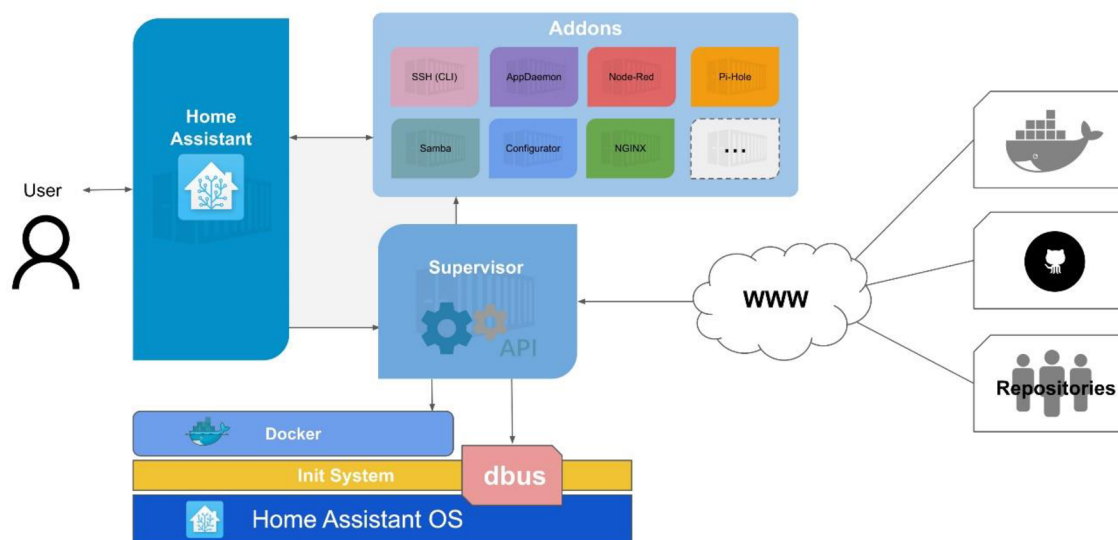 Addons
SSH (CLI)
AppDaemon
Node-Red
Pi-Hole
Home
Assistant
Samba
Configurator
NGINX
...
User
Supervisor
API
WWW
Repositories
Docker
Init System
dbus
Home Assistant OS